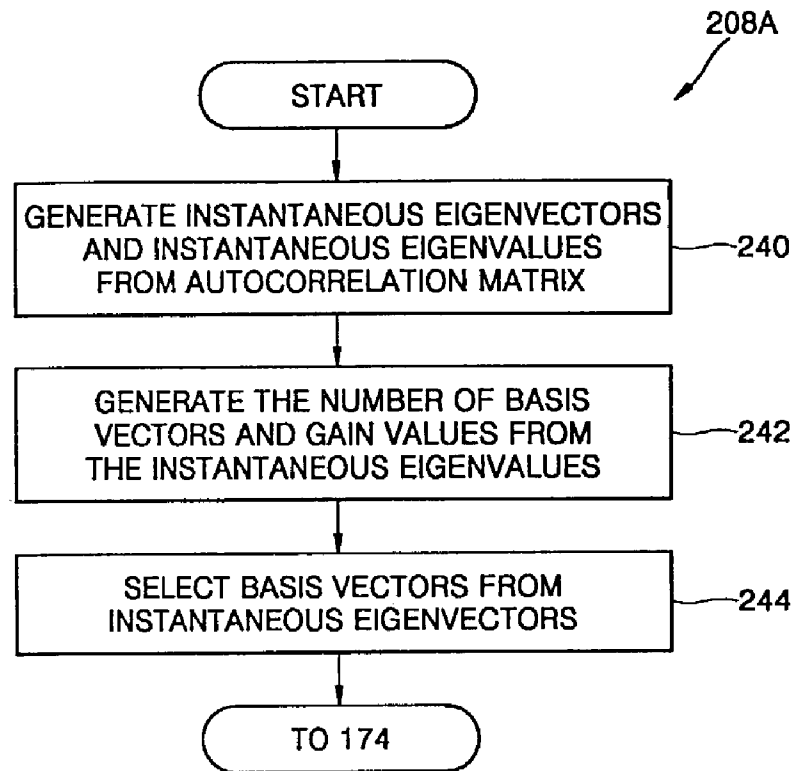 208A
START
GENERATE INSTANTANEOUS EIGENVECTORS
AND INSTANTANEOUS EIGENVALUES
FROM AUTOCORRELATION MATRIX
240
GENERATE THE NUMBER OF BASIS
VECTORS AND GAIN VALUES FROM
THE INSTANTANEOUS EIGENVALUES
242
SELECT BASIS VECTORS FROM
INSTANTANEOUS EIGENVECTORS
244
TO 174